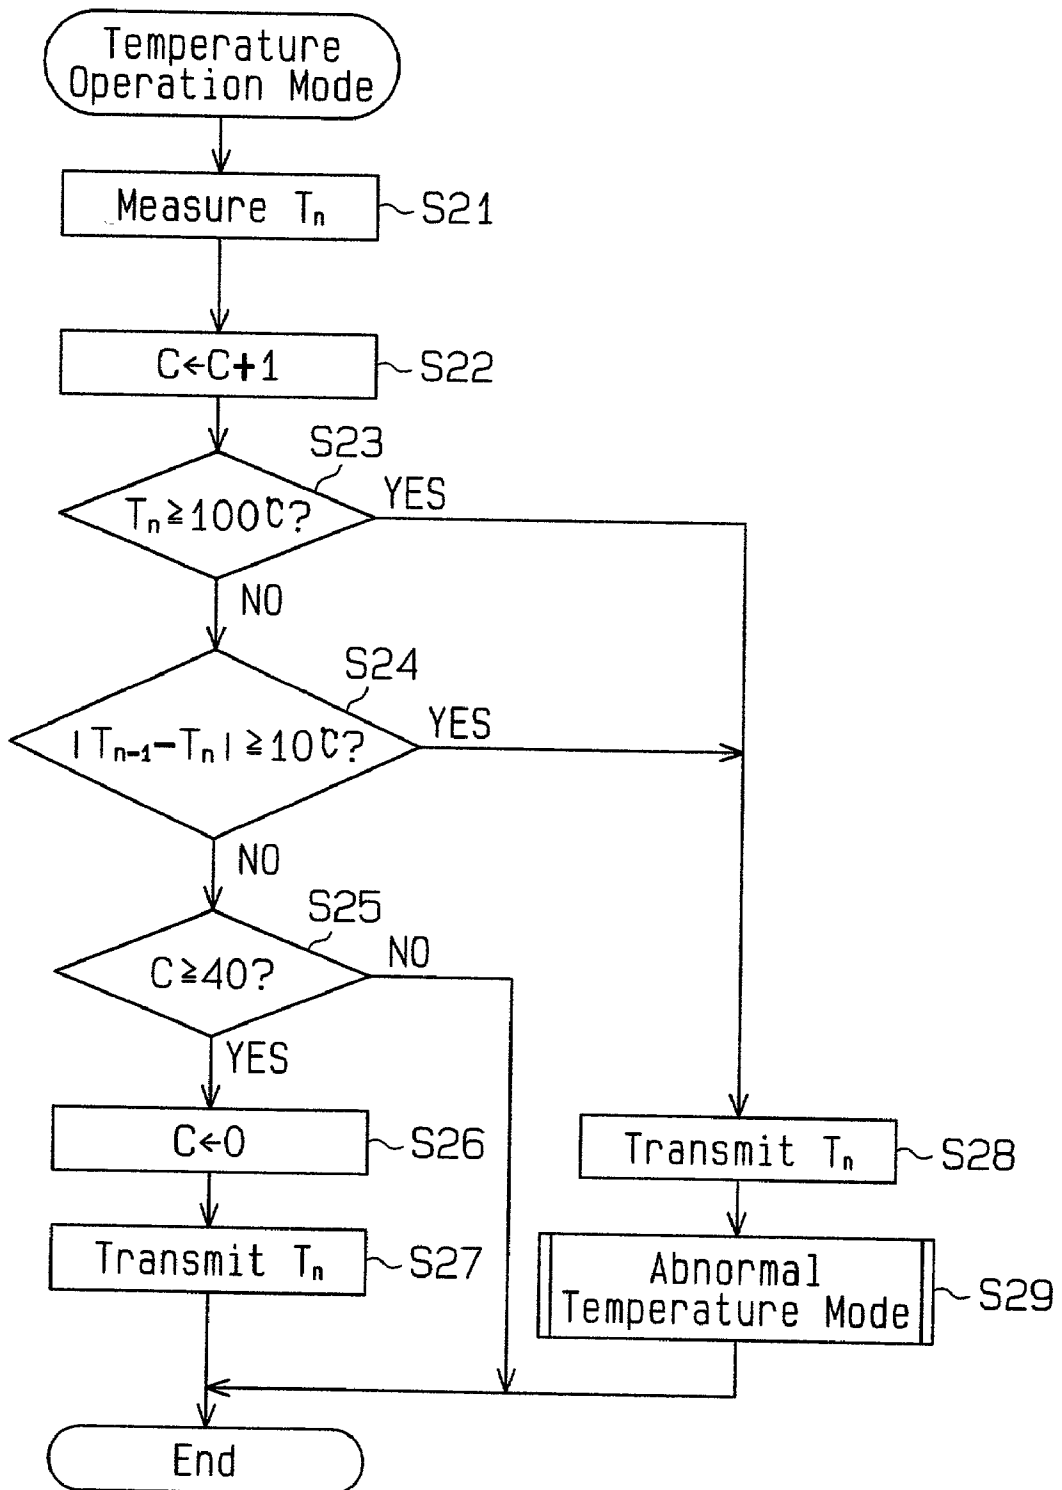 Temperature
Operation Mode
Measure Tn
S21
C←C+1
S22
S23
Tn≧100℃?
YES
NO
S24
|Tn-1−Tn|≧10℃?
YES
NO
S25
C≧40?
NO
YES
C←0
S26
Transmit Tn
S27
Transmit Tn
S28
Abnormal
Temperature Mode
S29
End